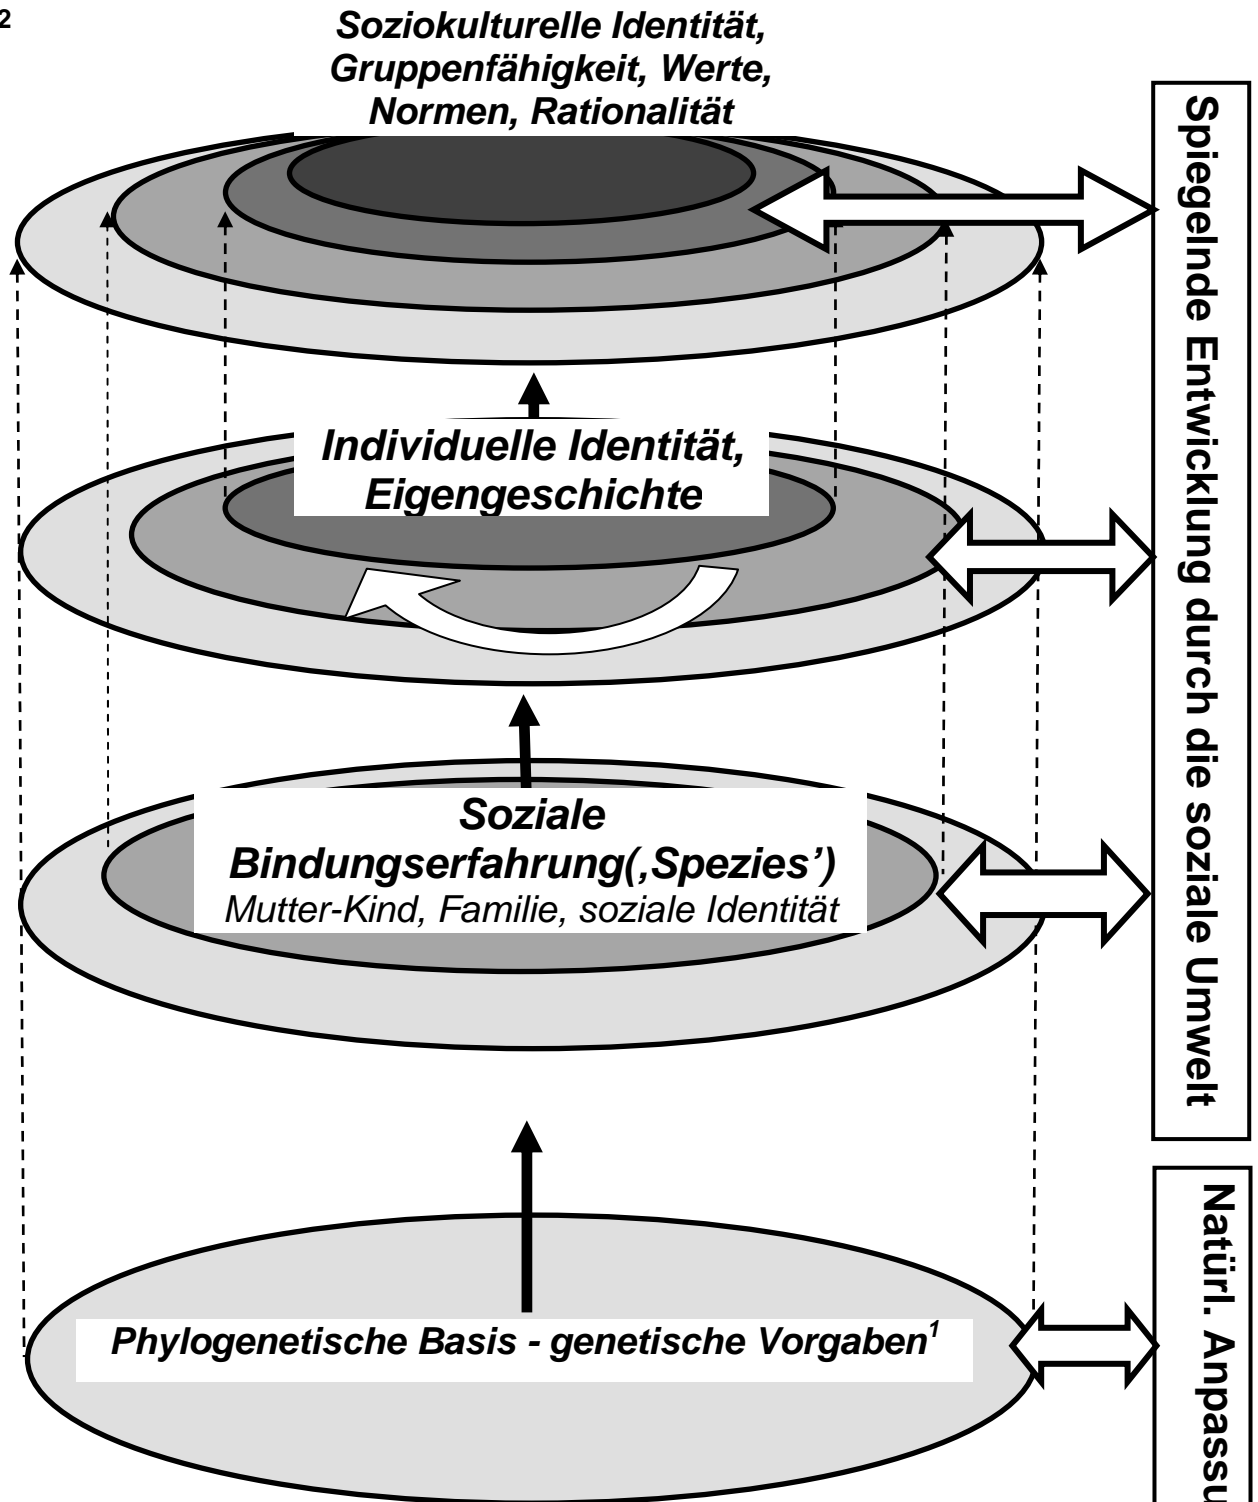 2
Soziokulturelle Identität,
Gruppenfähigkeit, Werte,
Normen, Rationalität
Individuelle Identität,
Eigengeschichte
Soziale
Bindungserfahrung(‚Spezies’)
Mutter-Kind, Familie, soziale Identität
Phylogenetische Basis - genetische Vorgaben¹
Spiegelnde Entwicklung durch die soziale Umwelt
Natürl. Anpassu